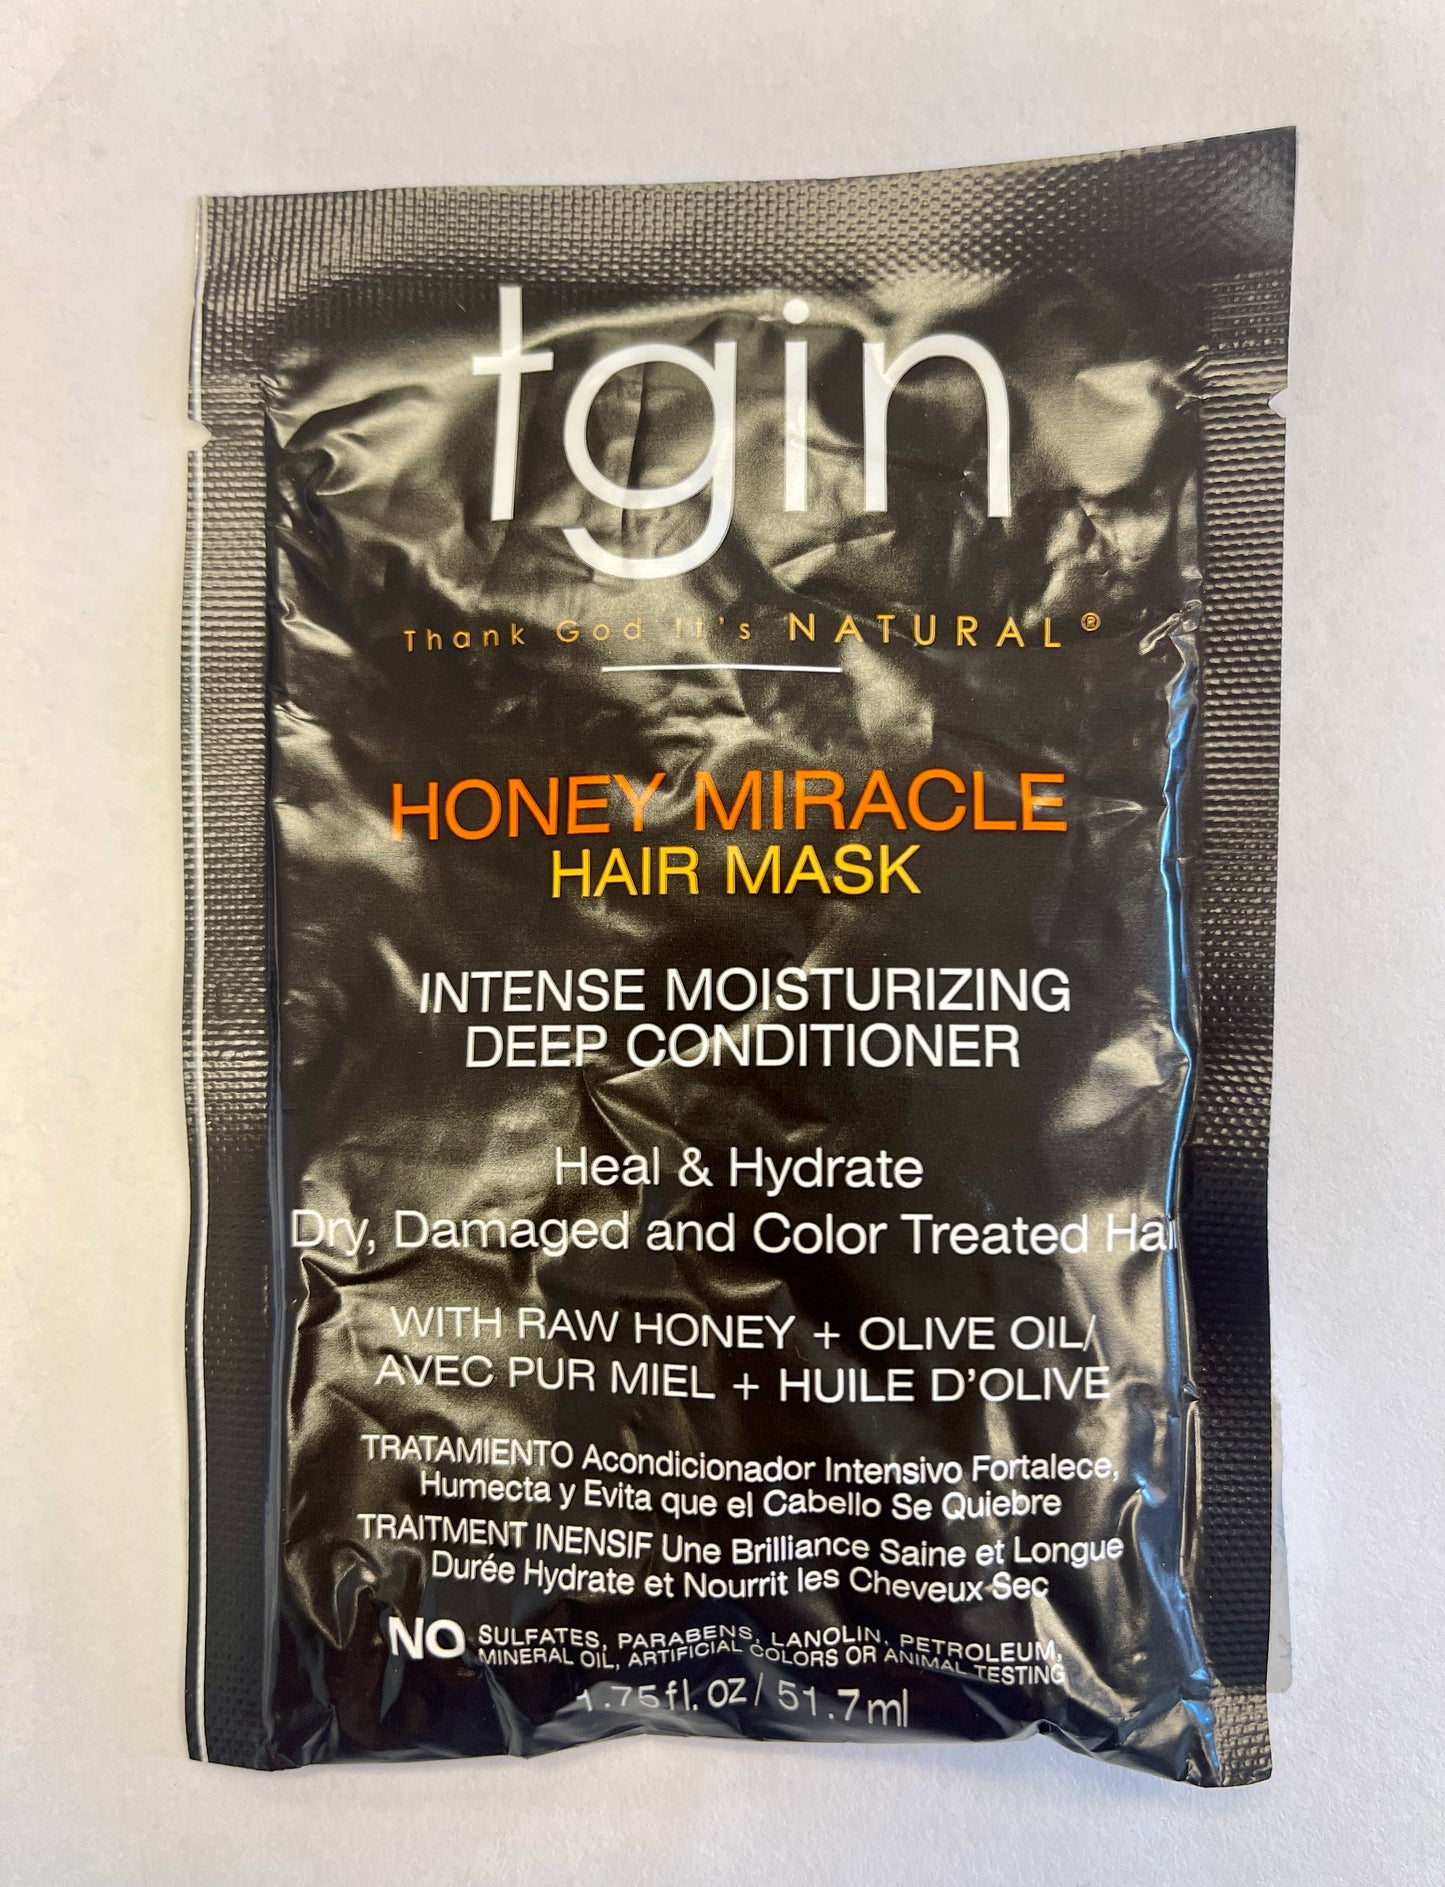 tgin
Thank God It's NATURAL®
HONEY MIRACLE
HAIR MASK
INTENSE MOISTURIZING
DEEP CONDITIONER
Heal & Hydrate
Dry, Damaged and Color Treated Hai
WITH RAW HONEY + OLIVE OIL/
AVEC PUR MIEL + HUILE D'OLIVE
TRATAMIENTO Acondicionador Intensivo Fortalece,
Humecta y Evita que el Cabello Se Quiebre
TRAITMENT INENSIF Une Brilliance Saine et Longue
Durée Hydrate et Nourrit les Cheveux Sec
NO SULFATES, PARABENS, LANOLIN, PETROLEUM,
MINERAL OIL, ARTIFICIAL COLORS OR ANIMAL TESTING
1.75fl. oz / 51.7ml